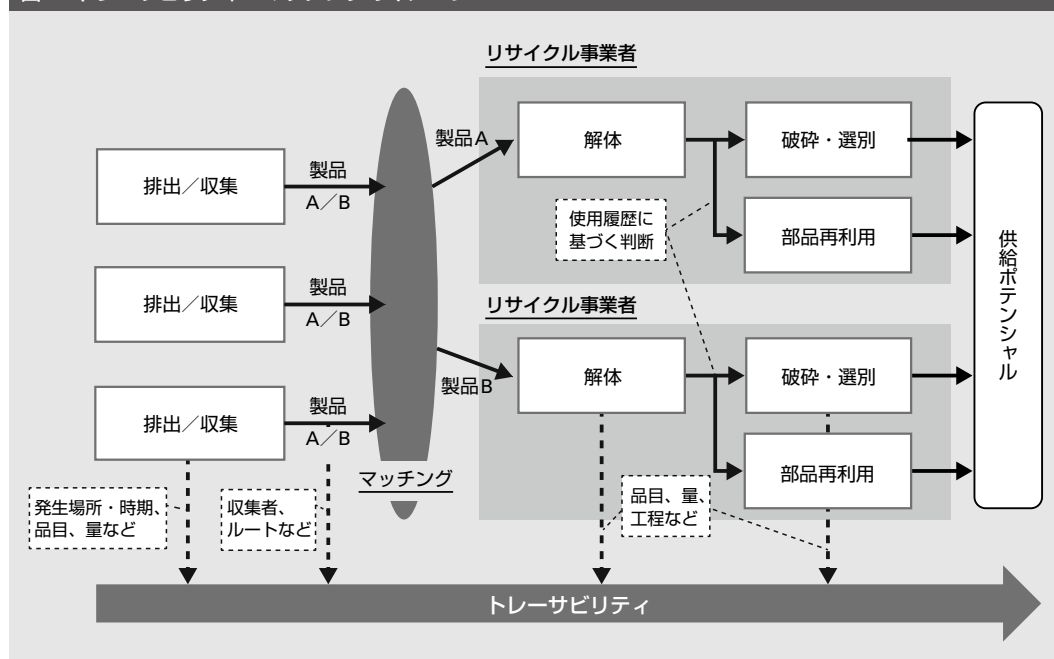 リサイクル事業者
排出／収集
製品
A／B
製品A
解体
破砕・選別
使用履歴に
基づく判断
部品再利用
排出／収集
製品
A／B
リサイクル事業者
製品B
解体
破砕・選別
部品再利用
排出／収集
製品
A／B
マッチング
供給ポテンシャル
発生場所・時期、
品目、量など
収集者、
ルートなど
品目、量、
工程など
トレーサビリティ